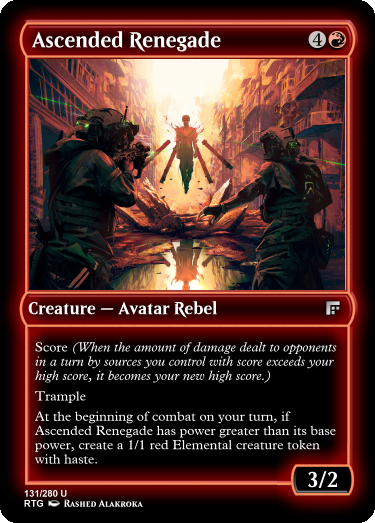 Ascended Renegade 4
Creature — Avatar Rebel
Score (When the amount of damage dealt to opponents
in a turn by sources you control with score exceeds your
high score, it becomes your new high score.)
Trample
At the beginning of combat on your turn, if
Ascended Renegade has power greater than its base
power, create a 1/1 red Elemental creature token
with haste.
3/2
131/280 U
RTG Rashed Alakroka